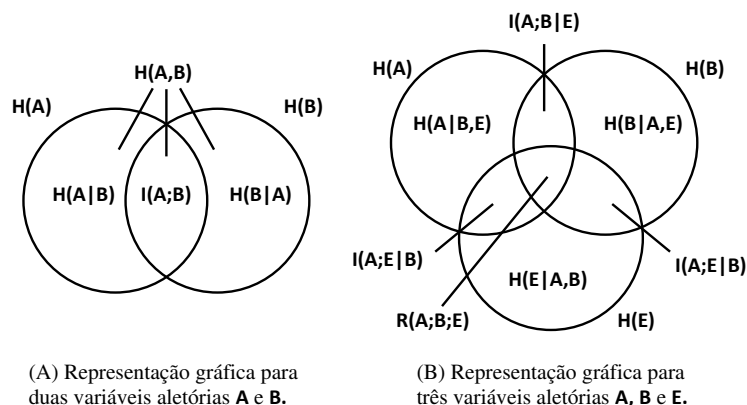 H(A,B)
H(A)
H(B)
H(A|B)
I(A;B)
H(B|A)
(A) Representação gráfica para
duas variáveis aletórias A e B.
I(A;B|E)
H(A)
H(B)
H(A|B,E)
H(B|A,E)
I(A;E|B)
I(A;E|B)
H(E|A,B)
R(A;B;E)
H(E)
(B) Representação gráfica para
três variáveis aletórias A, B e E.